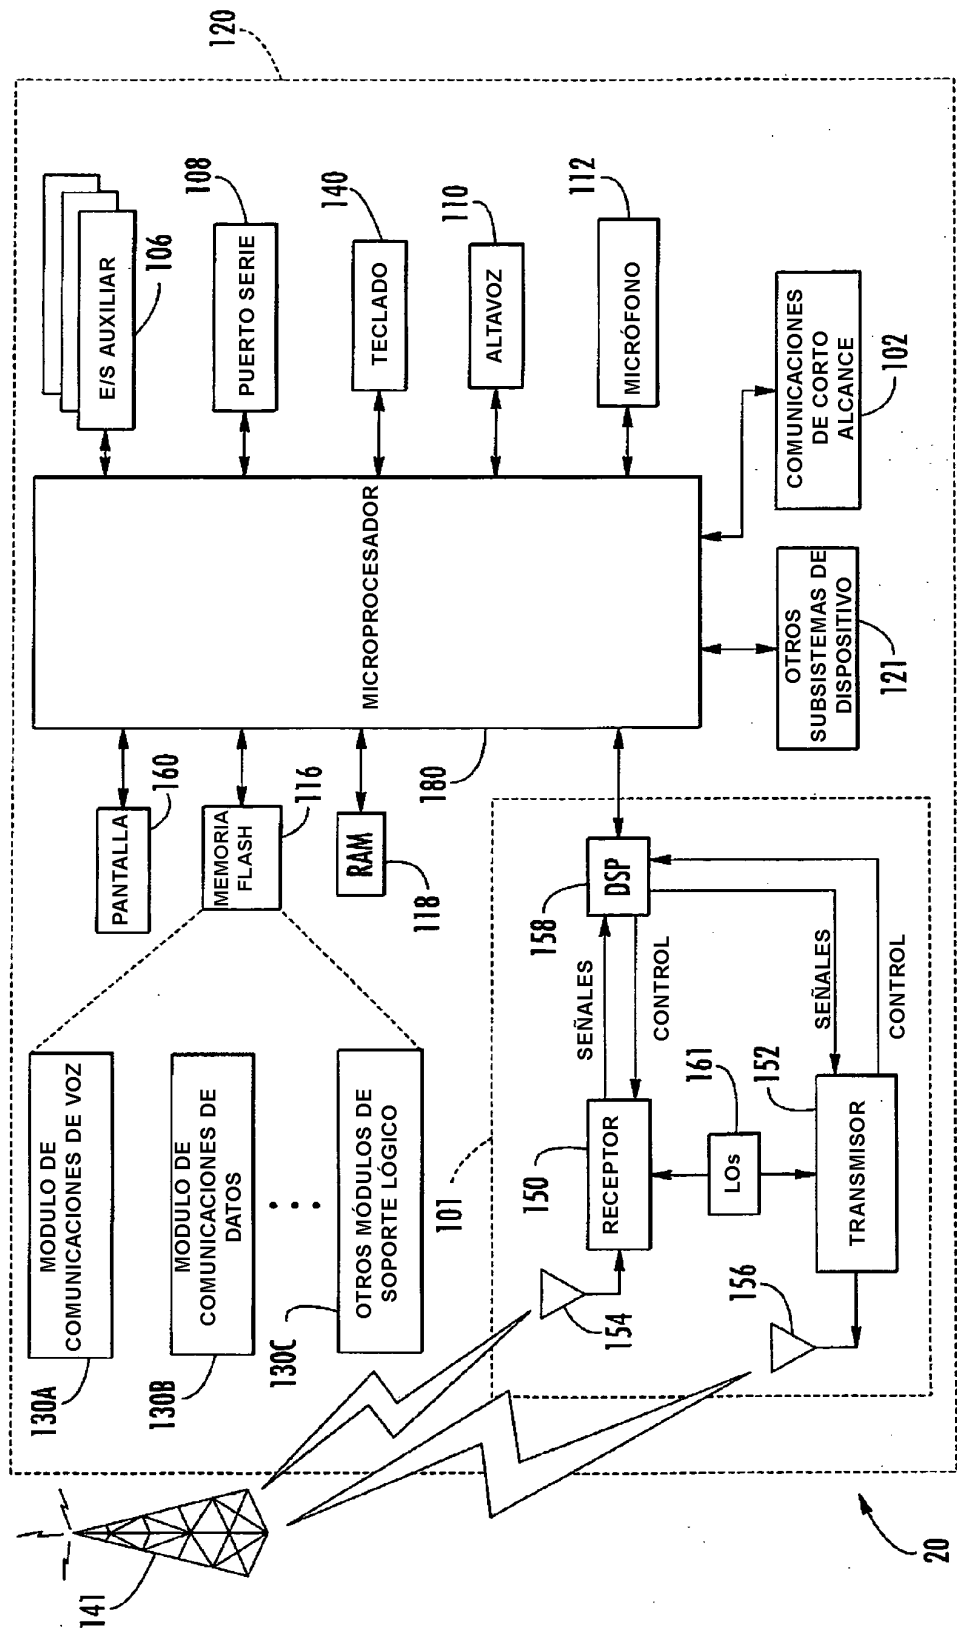 120
E/S AUXILIAR
106
PUERTO SERIE
108
TECLADO
140
ALTAVOZ
110
MICRÓFONO
112
COMUNICACIONES
DE CORTO
ALCANCE
102
MICROPROCESADOR
180
OTROS
SUBSISTEMAS DE
DISPOSITIVO
121
PANTALLA
160
MEMORIA
FLASH
116
RAM
118
DSP
158
SEÑALES
CONTROL
SEÑALES
CONTROL
MODULO DE
COMUNICACIONES DE VOZ
130A
MODULO DE
COMUNICACIONES DE
DATOS
130B
OTROS MÓDULOS DE
SOPORTE LÓGICO
130C
101
RECEPTOR
150
LOs
161
TRANSMISOR
152
154
156
141
20